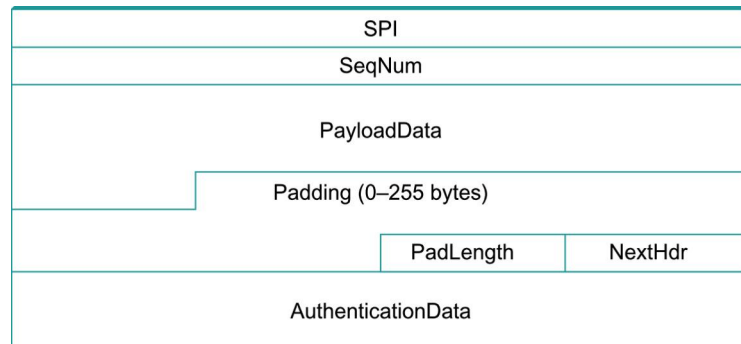 SPI
SeqNum
PayloadData
Padding (0–255 bytes)
PadLength NextHdr
AuthenticationData